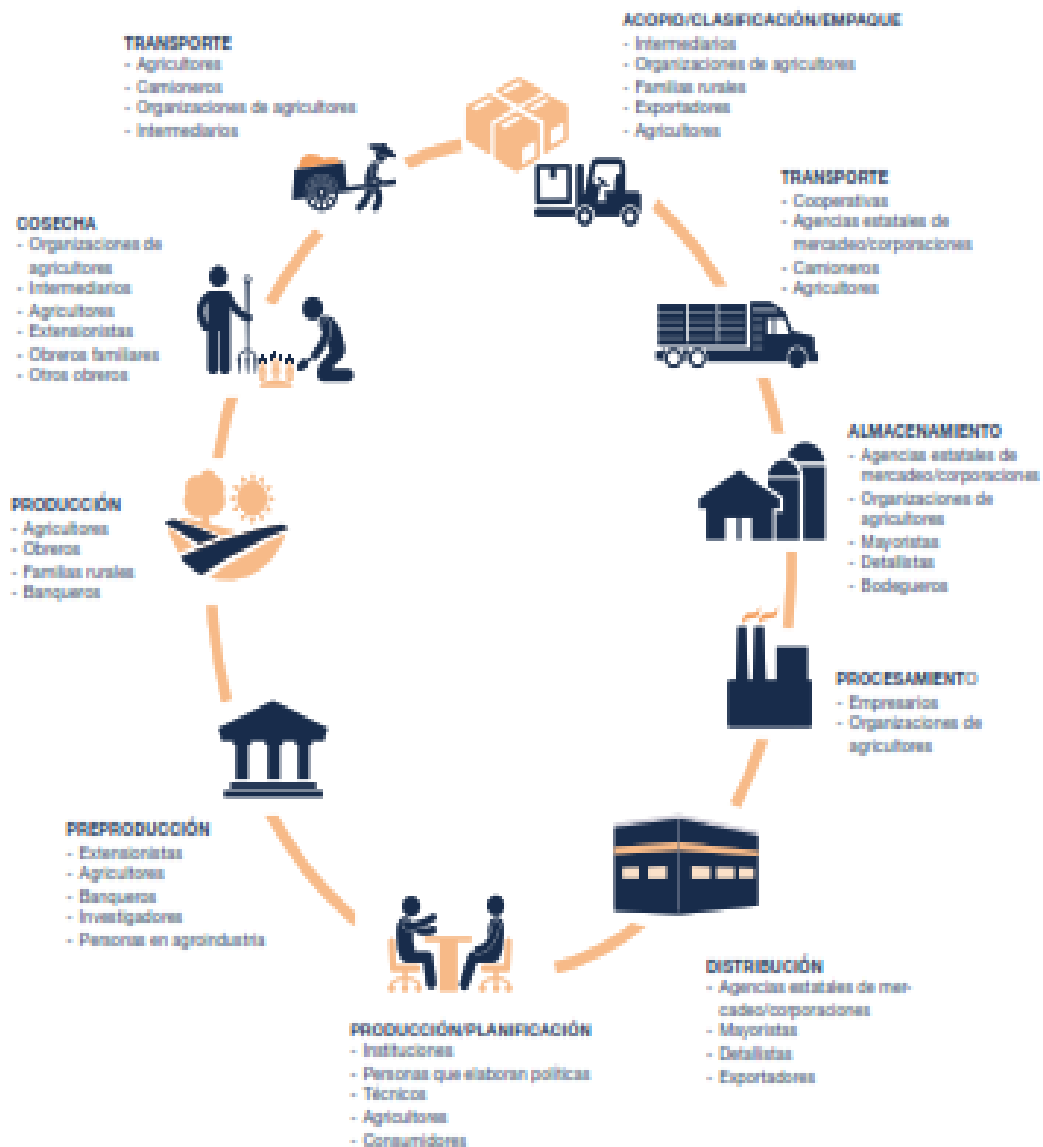 ACOPIO/CLASIFICACIÓN/EMPAQUE
- Intermediarios
- Organizaciones de agricultores
- Familias rurales
- Exportadores
- Agricultores
TRANSPORTE
- Agricultores
- Camioneros
- Organizaciones de agricultores
- Intermediarios
TRANSPORTE
- Cooperativas
- Agencias estatales de
mercadeo/corporaciones
- Camioneros
- Agricultores
COSECHA
- Organizaciones de
agricultores
- Intermediarios
- Agricultores
- Extensionistas
- Obreros familiares
- Otros obreros
ALMACENAMIENTO
- Agencias estatales de
mercadeo/corporaciones
- Organizaciones de
agricultores
- Mayoristas
- Detallistas
- Bodegueros
PRODUCCIÓN
- Agricultores
- Obreros
- Familias rurales
- Banqueros
PROCESAMIENTO
- Empresarios
- Organizaciones de
agricultores
PREPRODUCCIÓN
- Extensionistas
- Agricultores
- Banqueros
- Investigadores
- Personas en agroindustria
DISTRIBUCIÓN
- Agencias estatales de mer-
cadeo/corporaciones
- Mayoristas
- Detallistas
- Exportadores
PRODUCCIÓN/PLANIFICACIÓN
- Instituciones
- Personas que elaboran políticas
- Técnicos
- Agricultores
- Consumidores